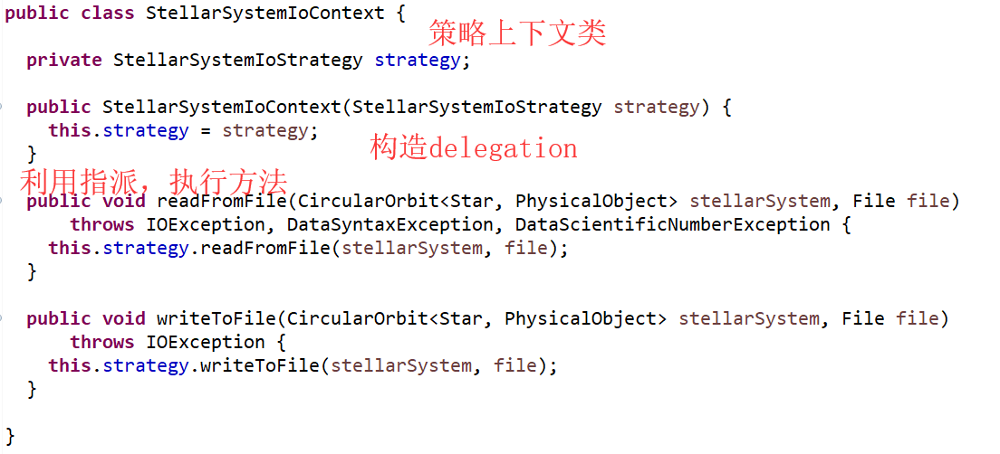 public class StellarSystemIoContext {
策略上下文类
private StellarSystemIoStrategy strategy;
public StellarSystemIoContext(StellarSystemIoStrategy strategy) {
this.strategy = strategy;
构造delegation
}
利用指派，执行方法
public void readFromFile(CircularOrbit<Star, PhysicalObject> stellarSystem, File file)
throws IOException, DataSyntaxException, DataScientificNumberException {
this.strategy.readFromFile(stellarSystem, file);
}
public void writeToFile(CircularOrbit<Star, PhysicalObject> stellarSystem, File file)
throws IOException {
this.strategy.writeToFile(stellarSystem, file);
}
}